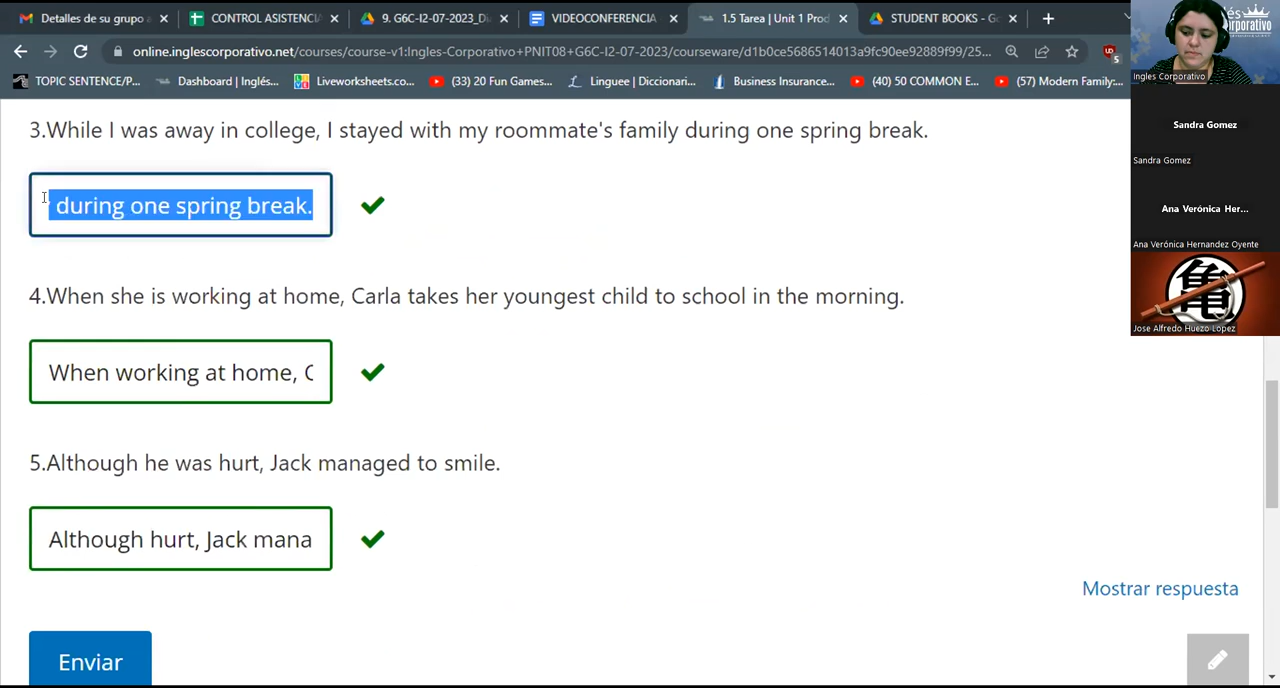 Detalles de su grupo a
CONTROL ASISTENCI
9. G6C-I2-07-2023_Di
VIDEOCONFERENCIA
1.5 Tarea | Unit 1 Prod
STUDENT BOOKS - Go
online.inglescorporativo.net/courses/course-v1:Ingles-Corporativo+PNIT08+G6C-I2-07-2023/courseware/d1b0ce5686514013a9fc90ee92889f99/25...
TOPIC SENTENCE/P...
Dashboard | Inglés...
Liveworksheets.co...
(33) 20 Fun Games...
Linguee | Diccionari...
Business Insurance...
(40) 50 COMMON E...
(57) Modern Family:...
3.While I was away in college, I stayed with my roommate's family during one spring break.
during one spring break.
4.When she is working at home, Carla takes her youngest child to school in the morning.
When working at home, C
5.Although he was hurt, Jack managed to smile.
Although hurt, Jack mana
Mostrar respuesta
Enviar
Ingles Corporativo
Sandra Gomez
Sandra Gomez
Ana Verónica Her...
Ana Verónica Hernandez Oyente
亀
Jose Alfredo Huezo Lopez